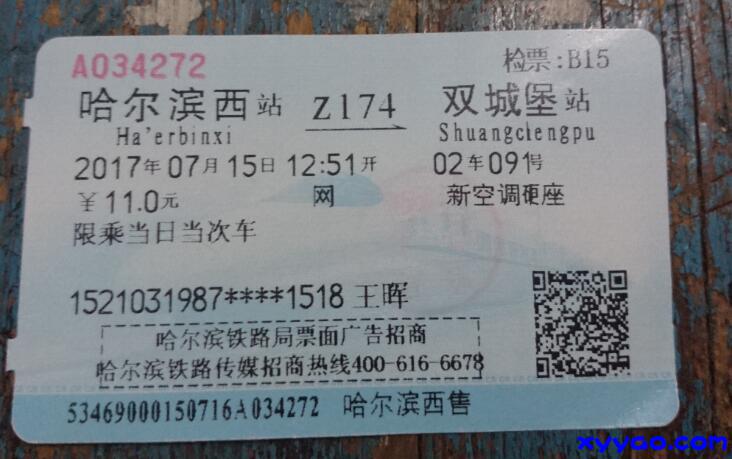 A034272
检票:B15
哈尔滨西站 Z174 双城堡站
Ha'erbinxi Shuangclengpu
2017年07月15日12:51开 02车09号
￥11.0元 网 新空调硬座
限乘当日当次车
1521031987****1518 王晖
哈尔滨铁路局票面广告招商
哈尔滨铁路传媒招商热线400-616-6678
53469000150716A034272 哈尔滨西售
xyyao.com